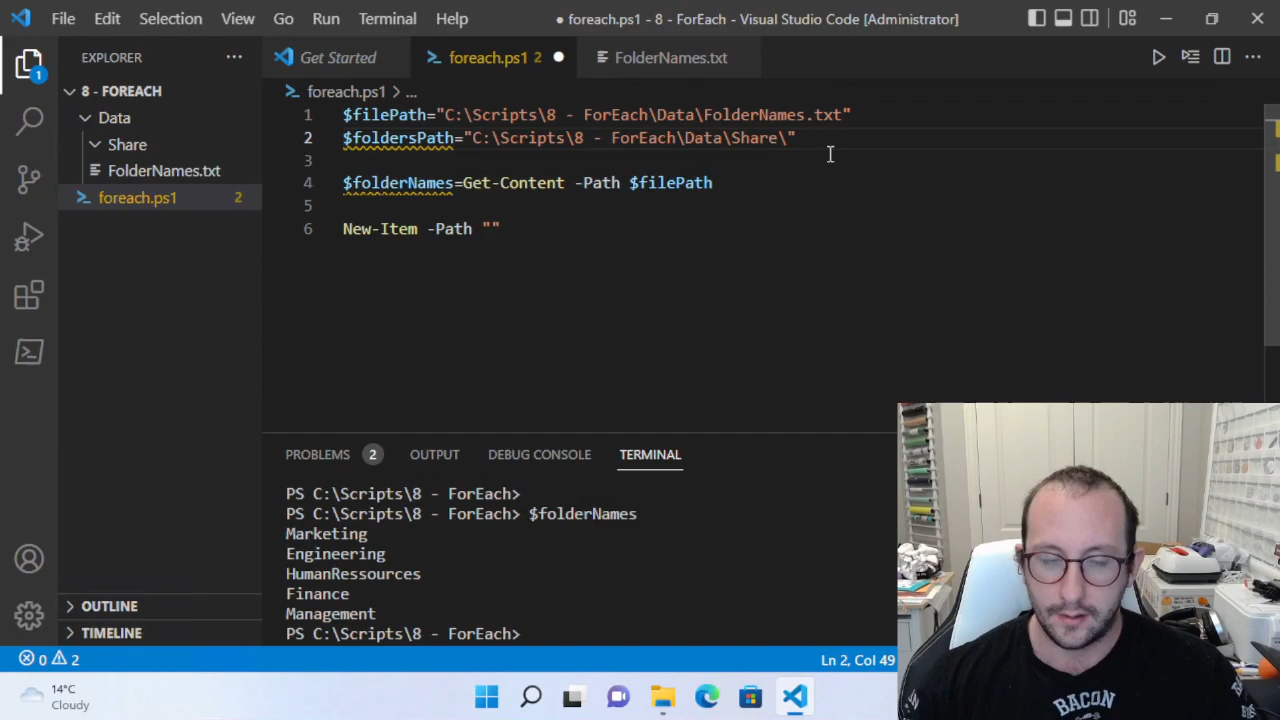 File Edit Selection View Go Run Terminal Help
● foreach.ps1 - 8 - ForEach - Visual Studio Code [Administrator]
EXPLORER
Get Started
foreach.ps1 2
FolderNames.txt
1
8 - FOREACH
Data
Share
FolderNames.txt
foreach.ps1 2
foreach.ps1 > ...
1 $filePath="C:\Scripts\8 - ForEach\Data\FolderNames.txt"
2 $foldersPath="C:\Scripts\8 - ForEach\Data\Share\"
3
4 $folderNames=Get-Content -Path $filePath
5
6 New-Item -Path ""
PROBLEMS 2 OUTPUT DEBUG CONSOLE TERMINAL
PS C:\Scripts\8 - ForEach>
PS C:\Scripts\8 - ForEach> $folderNames
Marketing
Engineering
HumanRessources
Finance
Management
PS C:\Scripts\8 - ForEach>
OUTLINE
TIMELINE
0 2
Ln 2, Col 49
14°C
Cloudy
BACON